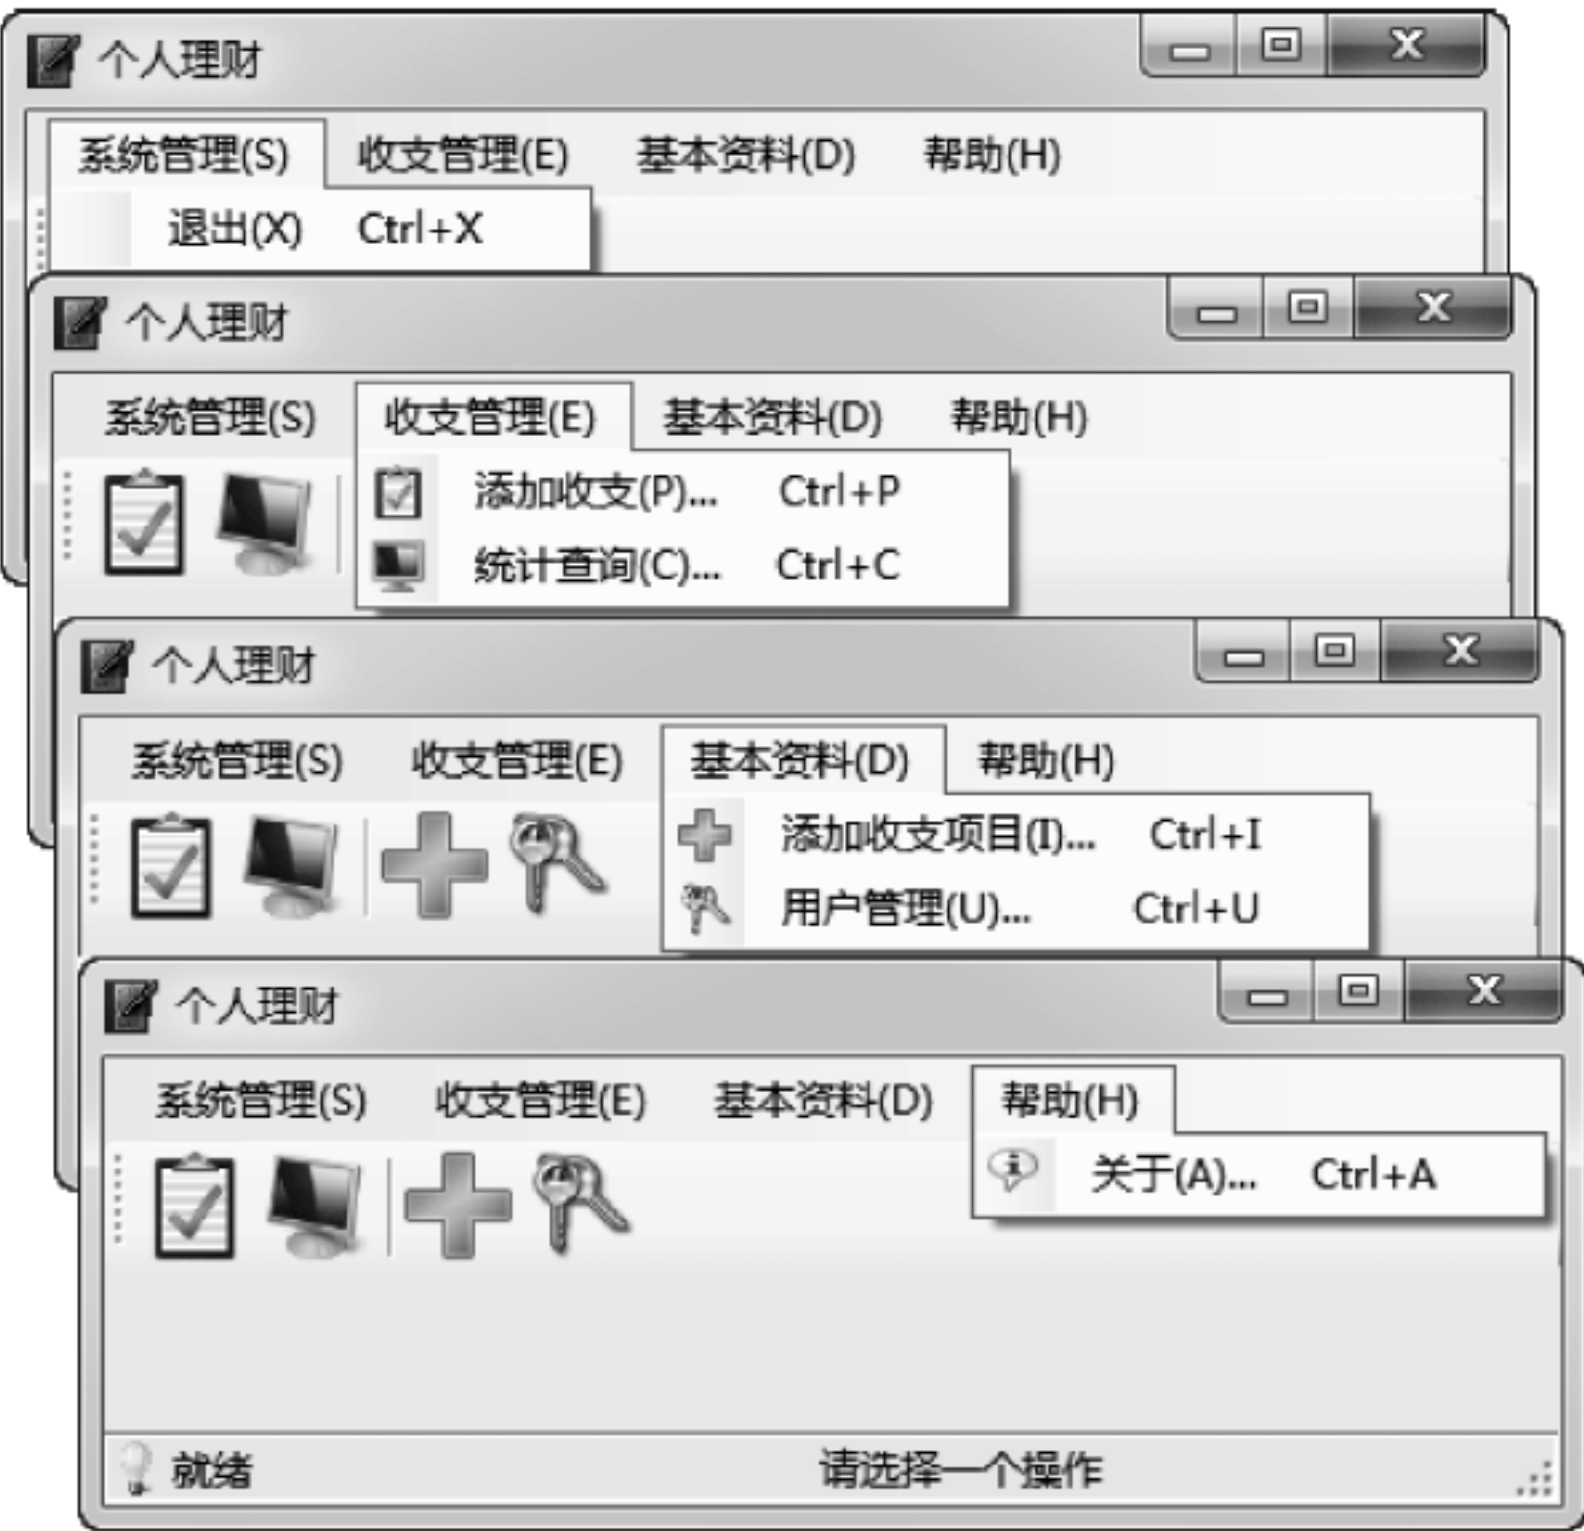 个人理财
系统管理(S) 收支管理(E) 基本资料(D) 帮助(H)
退出(X) Ctrl+X
个人理财
系统管理(S) 收支管理(E) 基本资料(D) 帮助(H)
添加收支(P)... Ctrl+P
统计查询(C)... Ctrl+C
个人理财
系统管理(S) 收支管理(E) 基本资料(D) 帮助(H)
添加收支项目(I)... Ctrl+I
用户管理(U)... Ctrl+U
个人理财
系统管理(S) 收支管理(E) 基本资料(D) 帮助(H)
关于(A)... Ctrl+A
就绪 请选择一个操作